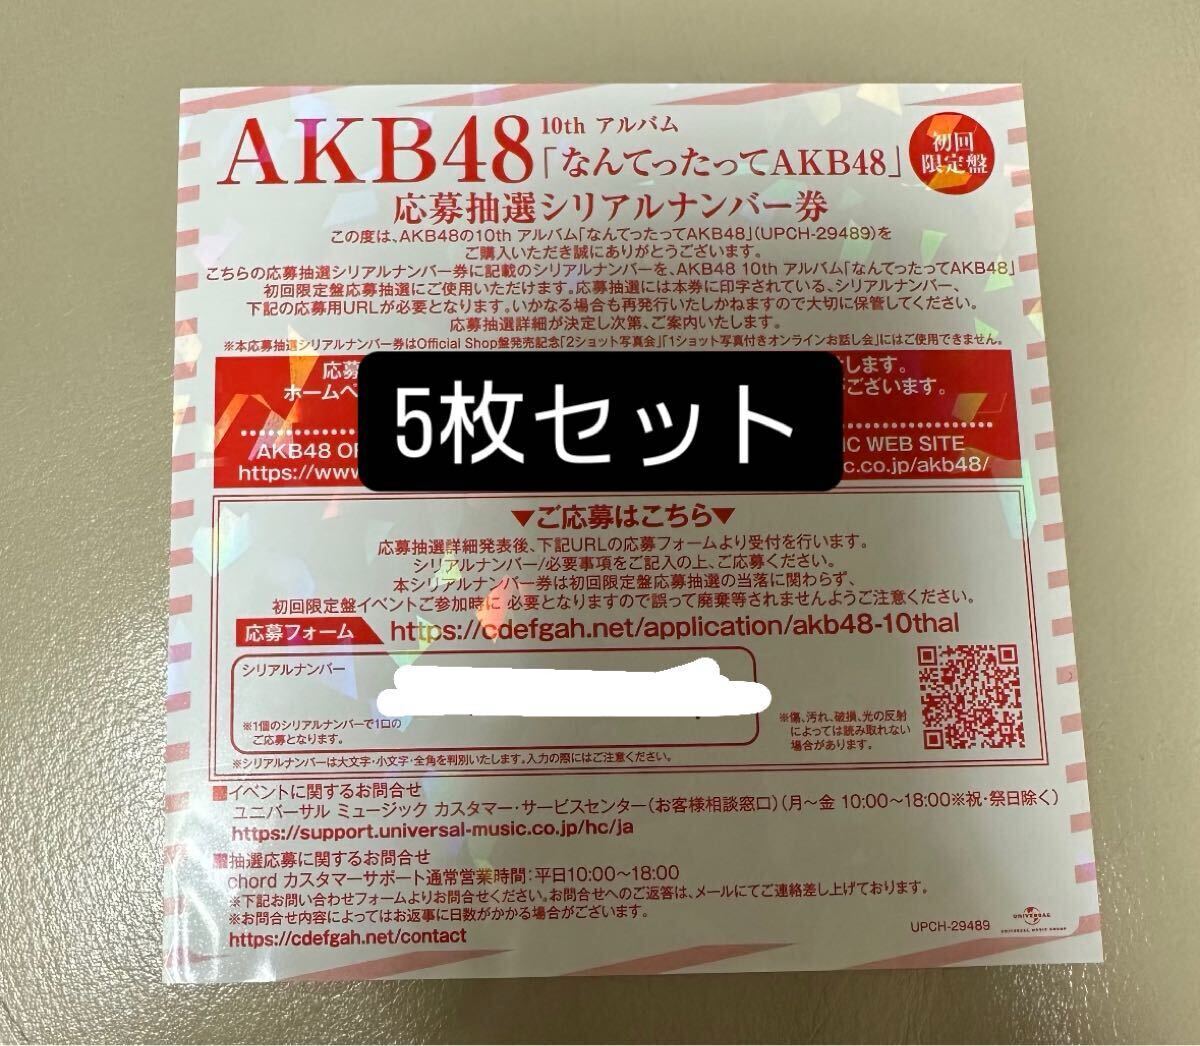 AKB48
10th アルバム
「なんてったってAKB48」
初回
限定盤
応募抽選シリアルナンバー券
この度は、AKB48の10th アルバム「なんてったってAKB48」(UPCH-29489)を
ご購入いただき誠にありがとうございます。
こちらの応募抽選シリアルナンバー券に記載のシリアルナンバーを、AKB48 10th アルバム「なんてったってAKB48」
初回限定盤応募抽選にご使用いただけます。応募抽選には本券に印字されている、シリアルナンバー、
下記の応募用URLが必要となります。いかなる場合も再発行いたしかねますので大切に保管してください。
応募抽選詳細が決定し次第、ご案内いたします。
※本応募抽選シリアルナンバー券はOfficial Shop盤発売記念「2ショット写真会」「1ショット写真付きオンラインお話し会」にはご使用できません。
応募 します。
ホームペ ございます。
5枚セット
AKB48 OF IC WEB SITE
https://www c.co.jp/akb48/
▼ご応募はこちら▼
応募抽選詳細発表後、下記URLの応募フォームより受付を行います。
シリアルナンバー/必要事項をご記入の上、ご応募ください。
本シリアルナンバー券は初回限定盤応募抽選の当落に関わらず、
初回限定盤イベントご参加時に 必要となりますので誤って廃棄等されませんようご注意ください。
応募フォーム https://cdefgah.net/application/akb48-10thal
シリアルナンバー
※1個のシリアルナンバーで1口の
ご応募となります。
※傷、汚れ、破損、光の反射
によっては読み取れない
場合があります。
※シリアルナンバーは大文字・小文字・全角を判別いたします。入力の際にはご注意ください。
■イベントに関するお問合せ
ユニバーサル ミュージック カスタマー・サービスセンター(お客様相談窓口)(月〜金 10:00〜18:00※祝・祭日除く)
https://support.universal-music.co.jp/hc/ja
■抽選応募に関するお問合せ
chord カスタマーサポート通常営業時間:平日10:00〜18:00
※下記お問い合わせフォームよりお問合せください。お問合せへのご返答は、メールにてご連絡差し上げております。
※お問合せ内容によってはお返事に日数がかかる場合がございます。
https://cdefgah.net/contact
UPCH-29489
UNIVERSAL
UNIVERSAL MUSIC GROUP